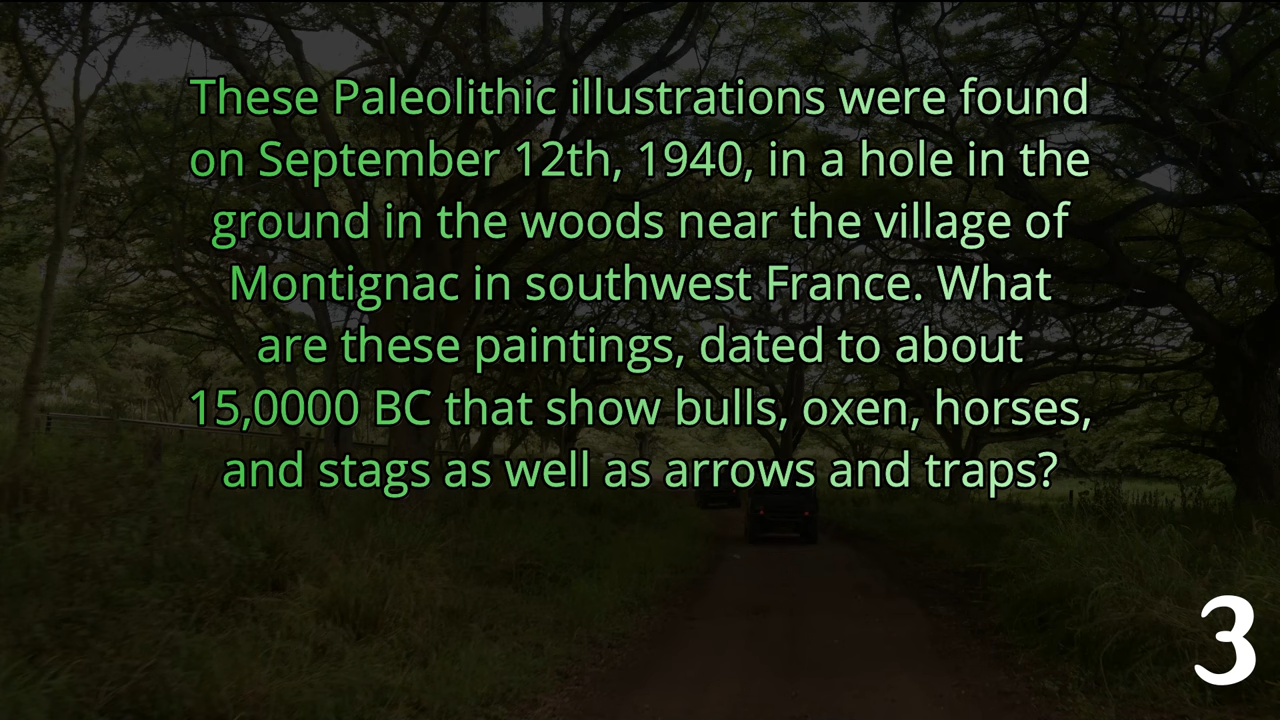 These Paleolithic illustrations were found
on September 12th, 1940, in a hole in the
ground in the woods near the village of
Montignac in southwest France. What
are these paintings, dated to about
15,0000 BC that show bulls, oxen, horses,
and stags as well as arrows and traps?
3